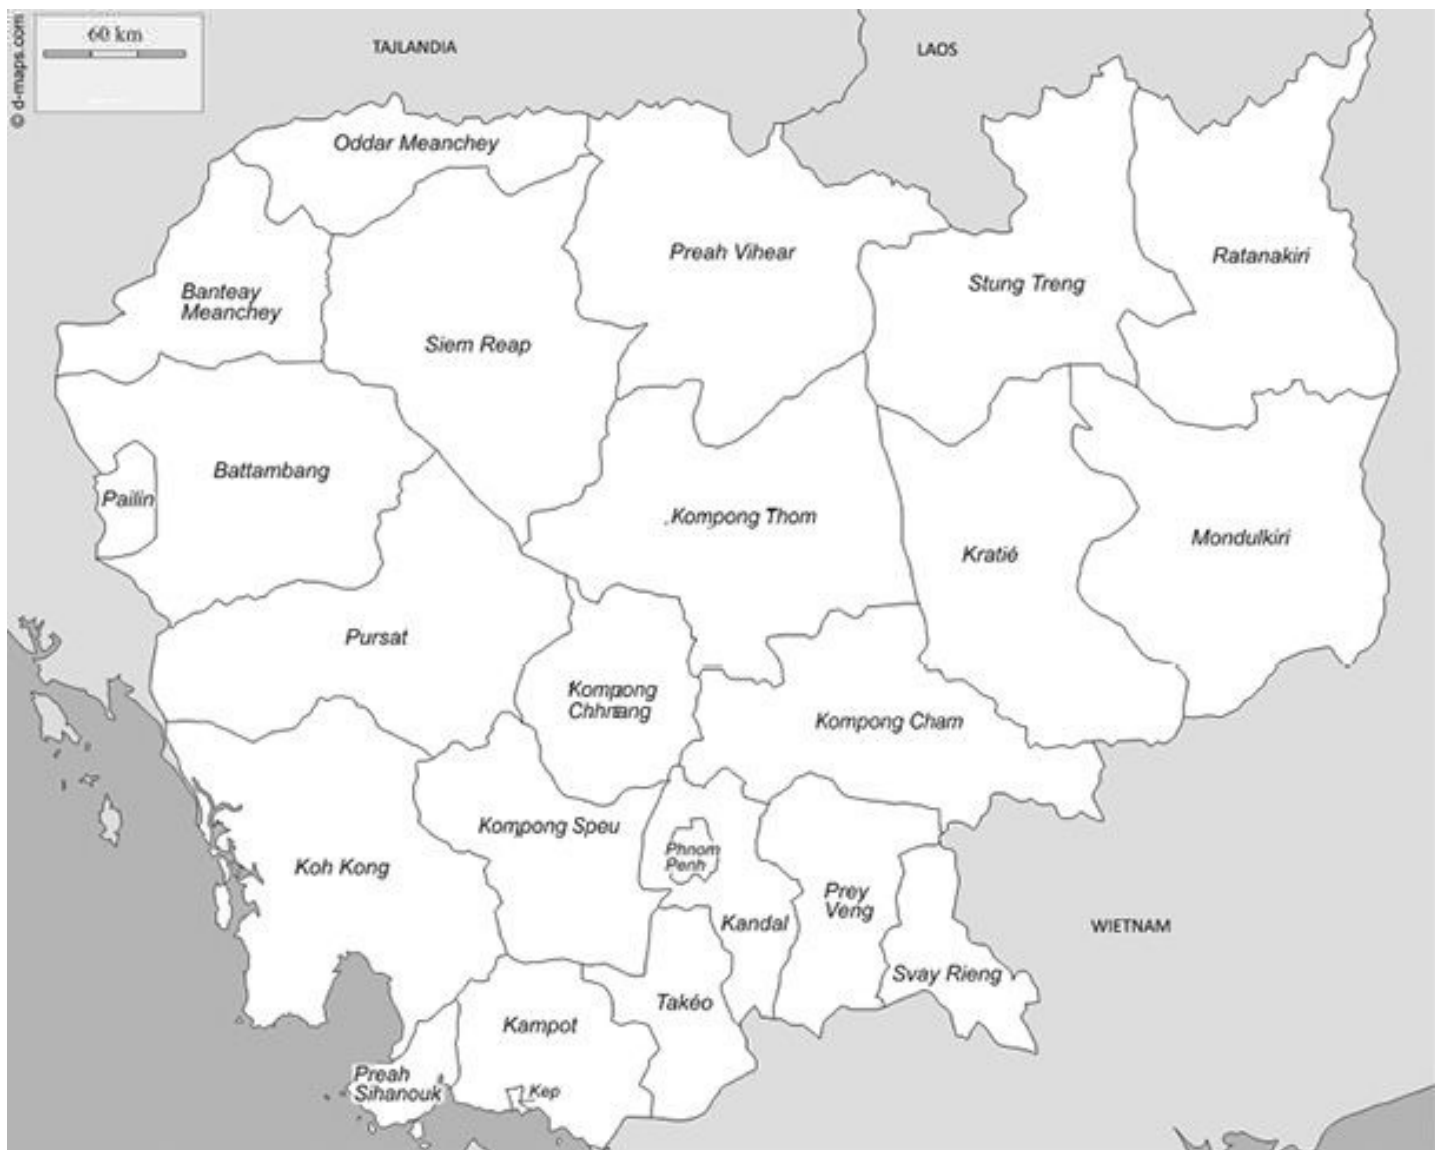 © d-maps.com
60 km
TAJLANDIA
LAOS
Oddar Meanchey
Preah Vihear
Ratanakiri
Stung Treng
Banteay
Meanchey
Siem Reap
Battambang
Pailin
Kompong Thom
Mondulkiri
Kratié
Pursat
Kompong
Chhnang
Kompong Cham
Kompong Speu
Phnom
Penh
Koh Kong
Prey
Veng
Kandal
WIETNAM
Svay Rieng
Takéo
Kampot
Preah
Sihanouk
Kep